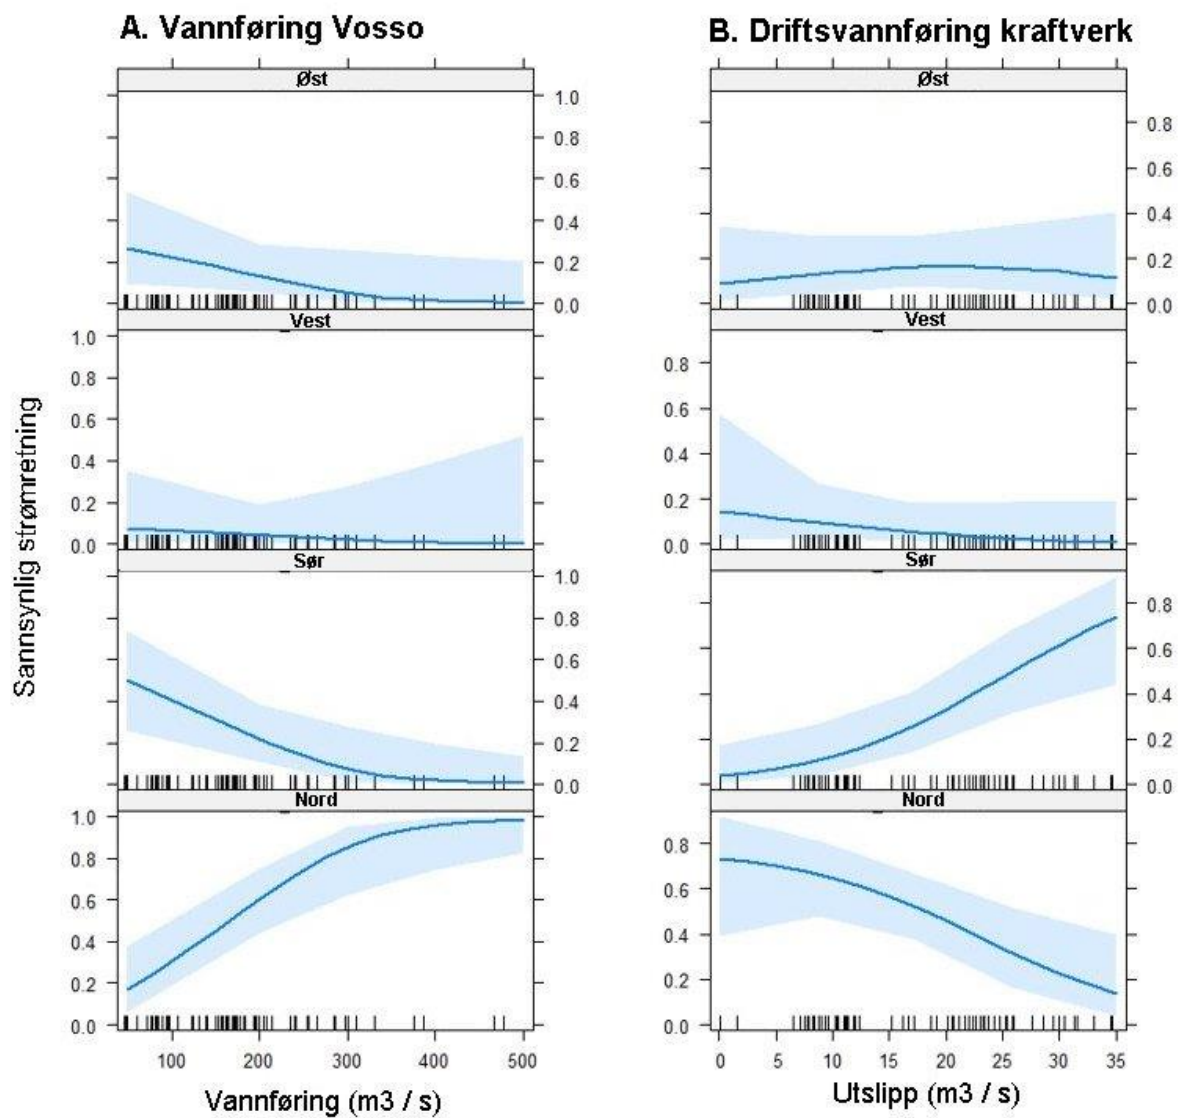 A. Vannføring Vosso
B. Driftsvannføring kraftverk
Sannsynlig strømretning
Øst
1.0
0.8
0.6
0.4
0.2
0.0
Vest
1.0
0.8
0.6
0.4
0.2
0.0
Sør
1.0
0.8
0.6
0.4
0.2
0.0
Nord
1.0
0.8
0.6
0.4
0.2
0.0
100 200 300 400 500
Vannføring (m3 / s)
Øst
0.8
0.6
0.4
0.2
0.0
Vest
0.8
0.6
0.4
0.2
0.0
Sør
0.8
0.6
0.4
0.2
0.0
Nord
0.8
0.6
0.4
0.2
0.0
0 5 10 15 20 25 30 35
Utslipp (m3 / s)